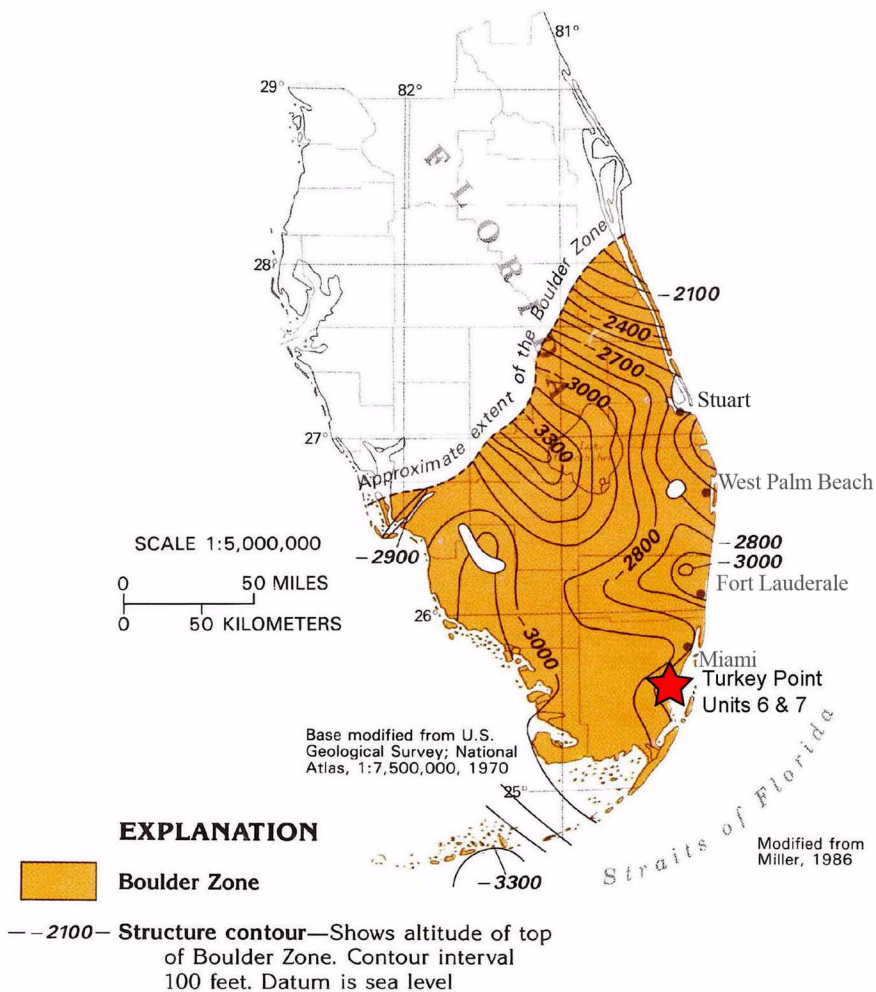 81°
29°
82°
FLORIDA
28°
Approximate extent of the Boulder Zone
-2100
-2400
-2700
-3000
Stuart
27°
-3300
West Palm Beach
SCALE 1:5,000,000
-2900
-2800
-2800
-3000
0 50 MILES
Fort Lauderale
0 50 KILOMETERS
26°
-3000
Miami
Turkey Point
Units 6 & 7
Base modified from U.S.
Geological Survey; National
Atlas, 1:7,500,000, 1970
25°
Straits of Florida
EXPLANATION
Modified from
Miller, 1986
Boulder Zone
-3300
-- -2100- Structure contour—Shows altitude of top
of Boulder Zone. Contour interval
100 feet. Datum is sea level